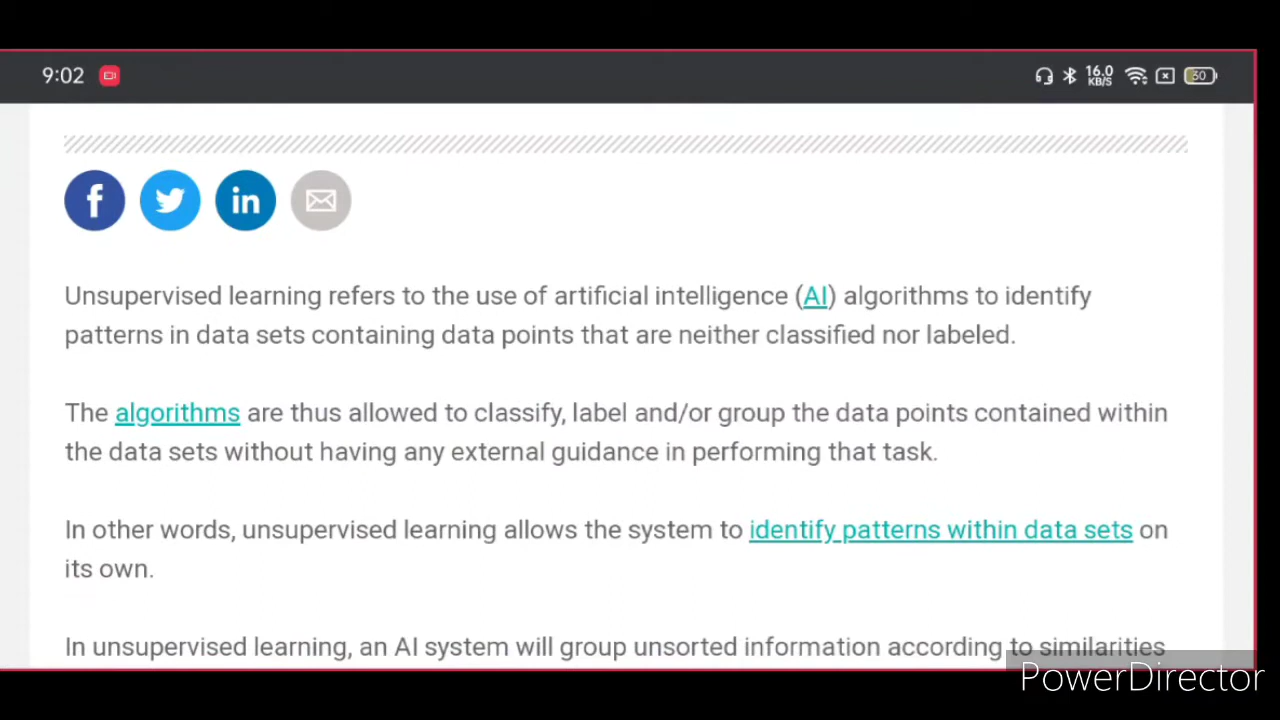 9:02
16.0
KB/S
30
f
in
Unsupervised learning refers to the use of artificial intelligence (AI) algorithms to identify
patterns in data sets containing data points that are neither classified nor labeled.
The algorithms are thus allowed to classify, label and/or group the data points contained within
the data sets without having any external guidance in performing that task.
In other words, unsupervised learning allows the system to identify patterns within data sets on
its own.
In unsupervised learning, an AI system will group unsorted information according to similarities
PowerDirector